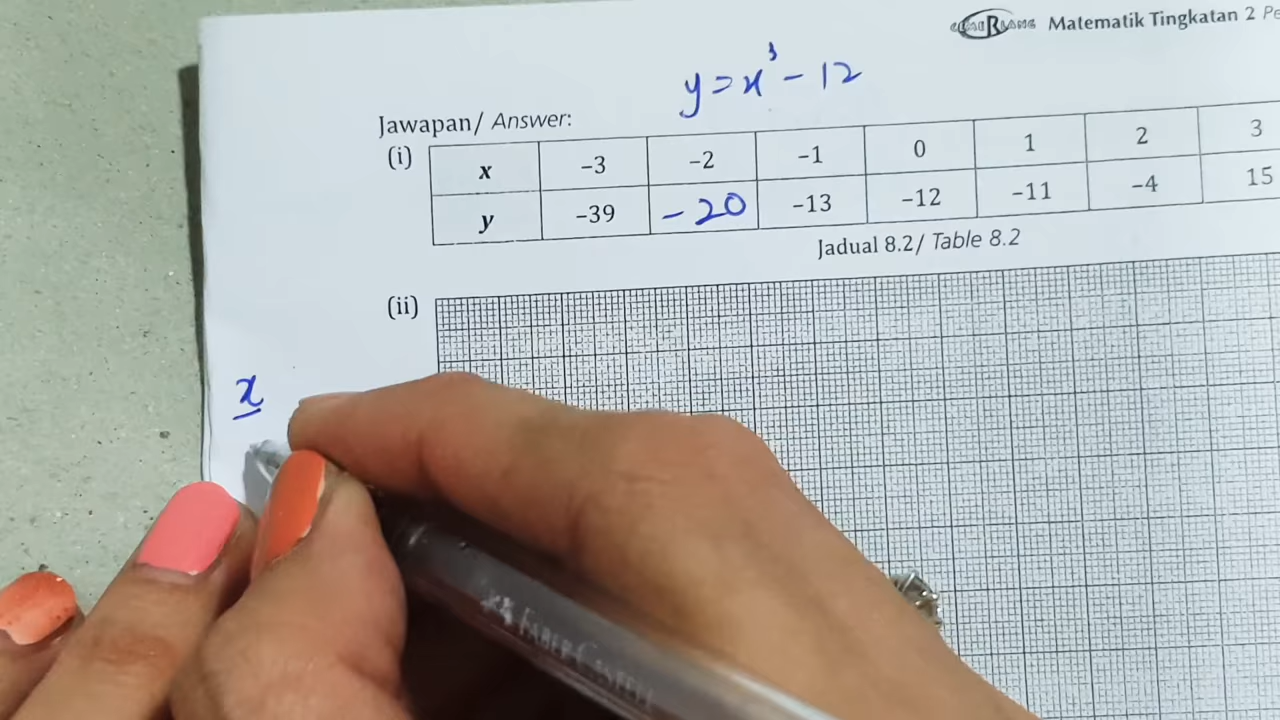 Matematik Tingkatan 2
y = x³ - 12
Jawapan/ Answer:
(i) x -3 -2 -1 0 1 2 3
y -39 -20 -13 -12 -11 -4 15
Jadual 8.2/ Table 8.2
(ii)
x
FABER-CASTELL